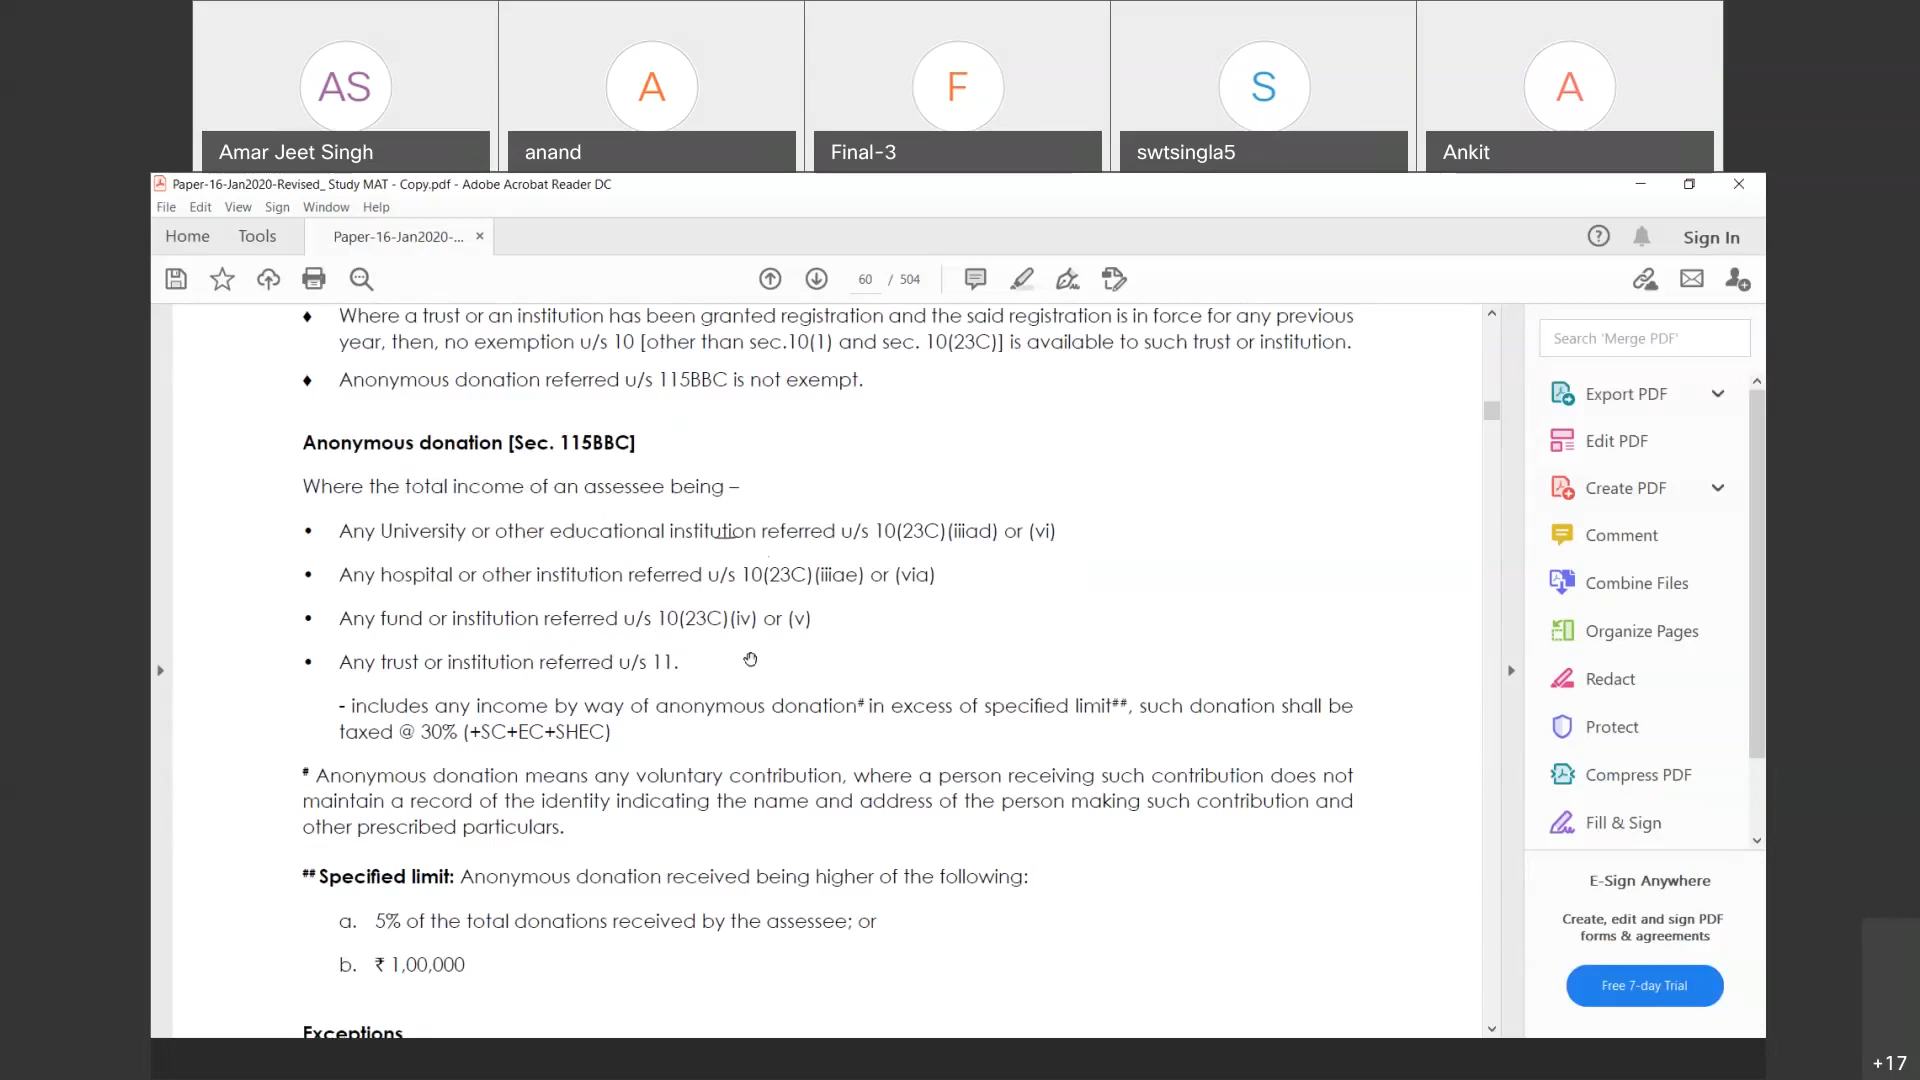 AS
A
F
S
A
Amar Jeet Singh
anand
Final-3
swtsingla5
Ankit
Paper-16-Jan2020-Revised_ Study MAT - Copy.pdf - Adobe Acrobat Reader DC
File Edit View Sign Window Help
Home Tools Paper-16-Jan2020-... × Sign In
60 / 504
♦ Where a trust or an institution has been granted registration and the said registration is in force for any previous
year, then, no exemption u/s 10 [other than sec.10(1) and sec. 10(23C)] is available to such trust or institution.
♦ Anonymous donation referred u/s 115BBC is not exempt.
Anonymous donation [Sec. 115BBC]
Where the total income of an assessee being –
• Any University or other educational institution referred u/s 10(23C)(iiiad) or (vi)
• Any hospital or other institution referred u/s 10(23C)(iiiae) or (via)
• Any fund or institution referred u/s 10(23C)(iv) or (v)
• Any trust or institution referred u/s 11.
- includes any income by way of anonymous donation# in excess of specified limit##, such donation shall be
taxed @ 30% (+SC+EC+SHEC)
# Anonymous donation means any voluntary contribution, where a person receiving such contribution does not
maintain a record of the identity indicating the name and address of the person making such contribution and
other prescribed particulars.
## Specified limit: Anonymous donation received being higher of the following:
a. 5% of the total donations received by the assessee; or
b. ₹ 1,00,000
Exceptions
Search 'Merge PDF'
Export PDF
Edit PDF
Create PDF
Comment
Combine Files
Organize Pages
Redact
Protect
Compress PDF
Fill & Sign
E-Sign Anywhere
Create, edit and sign PDF
forms & agreements
Free 7-day Trial
+17